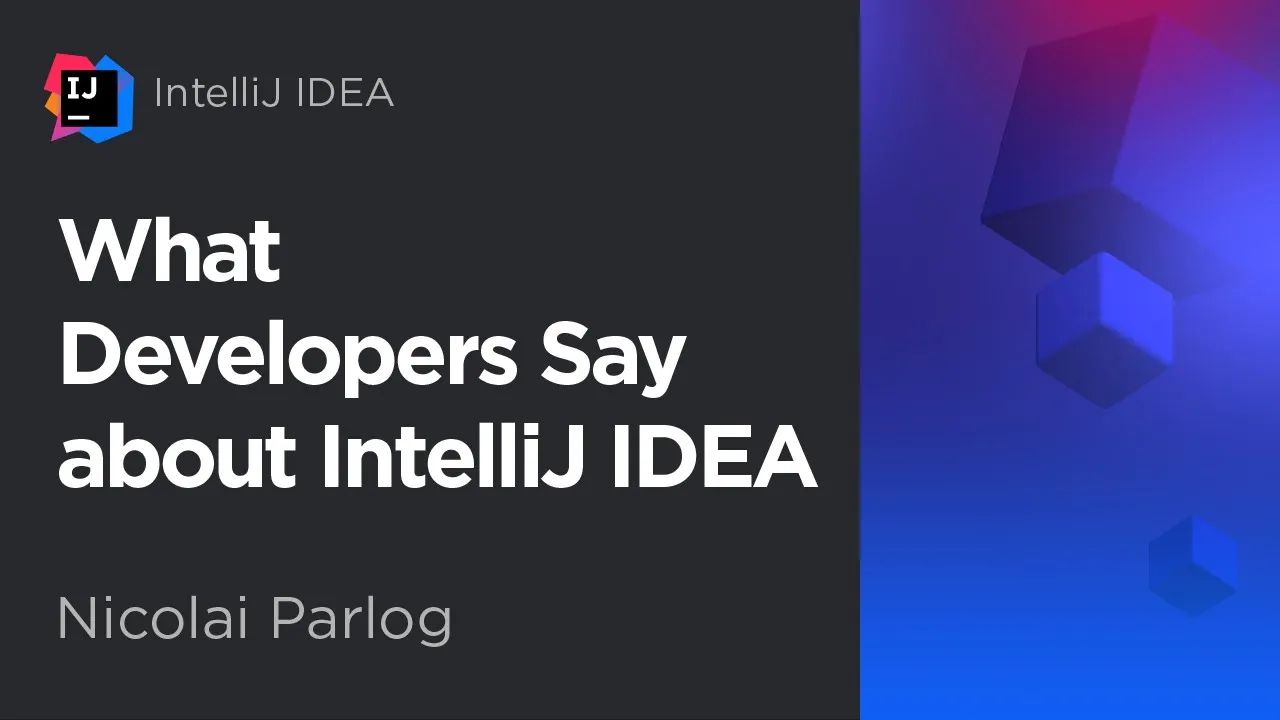 IJ
IntelliJ IDEA
What
Developers Say
about IntelliJ IDEA
Nicolai Parlog